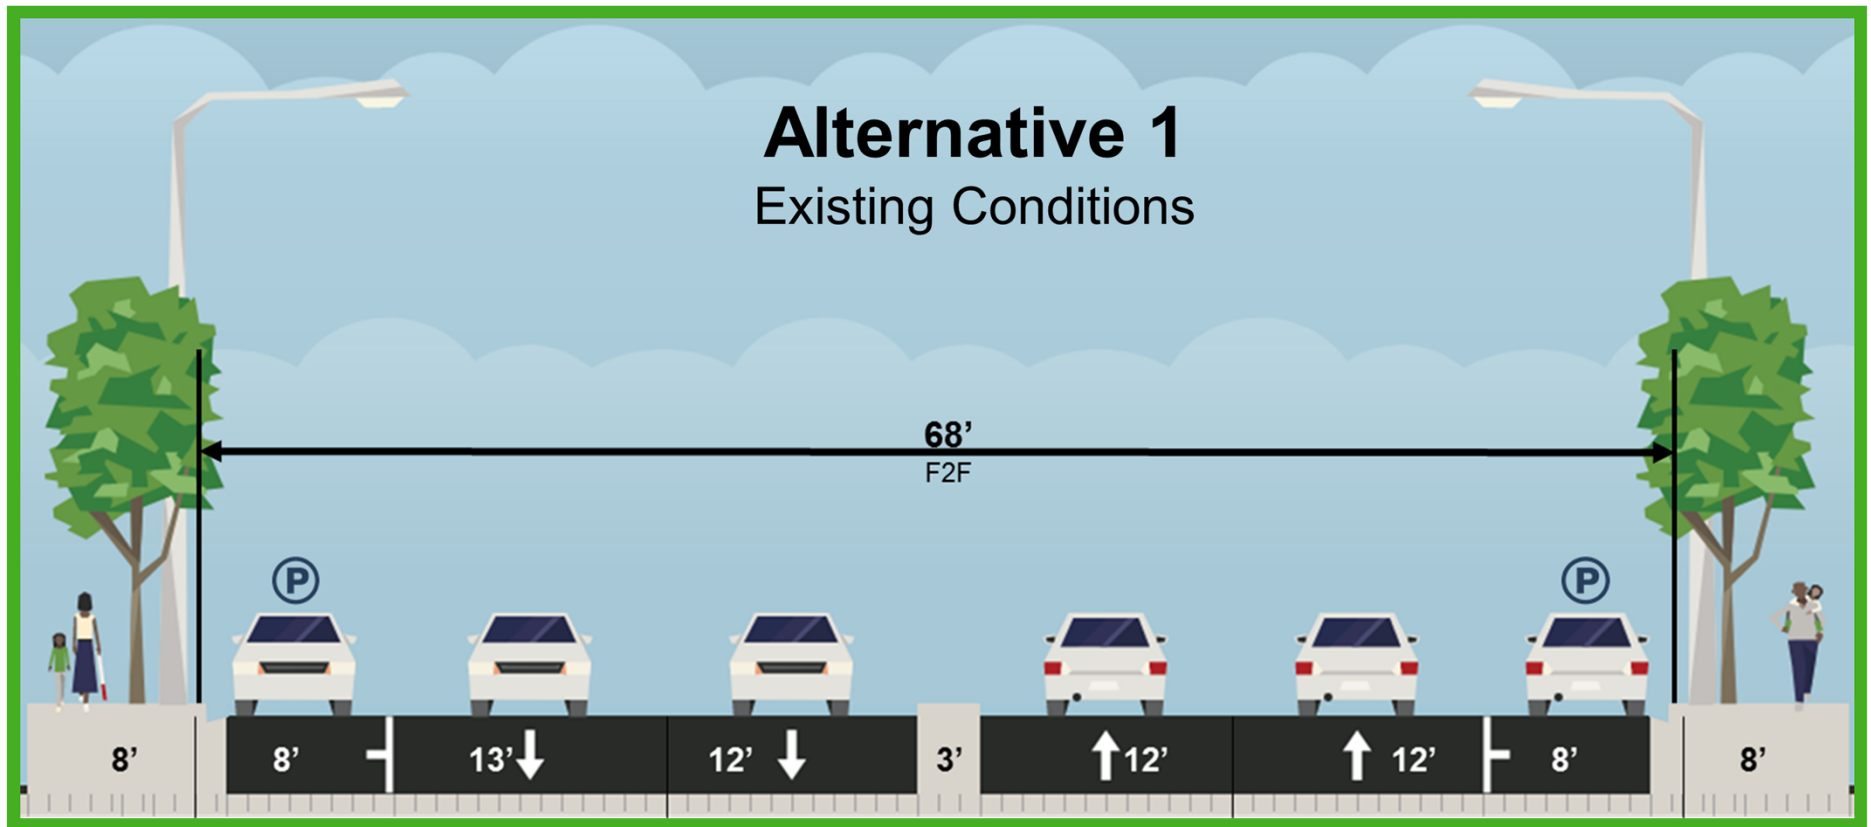 Alternative 1
Existing Conditions
68’
F2F
P
P
8’ 8’ 13’ 12’ 3’ 12’ 12’ 8’ 8’